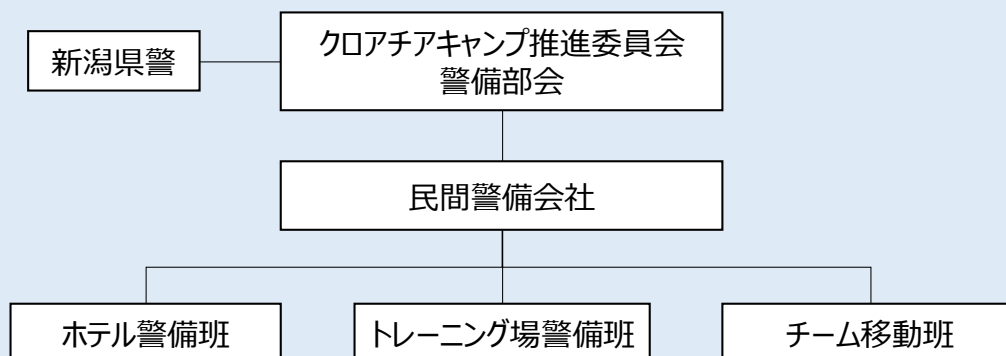 新潟県警
クロアチアキャンプ推進委員会
警備部会
民間警備会社
ホテル警備班
トレーニング場警備班
チーム移動班